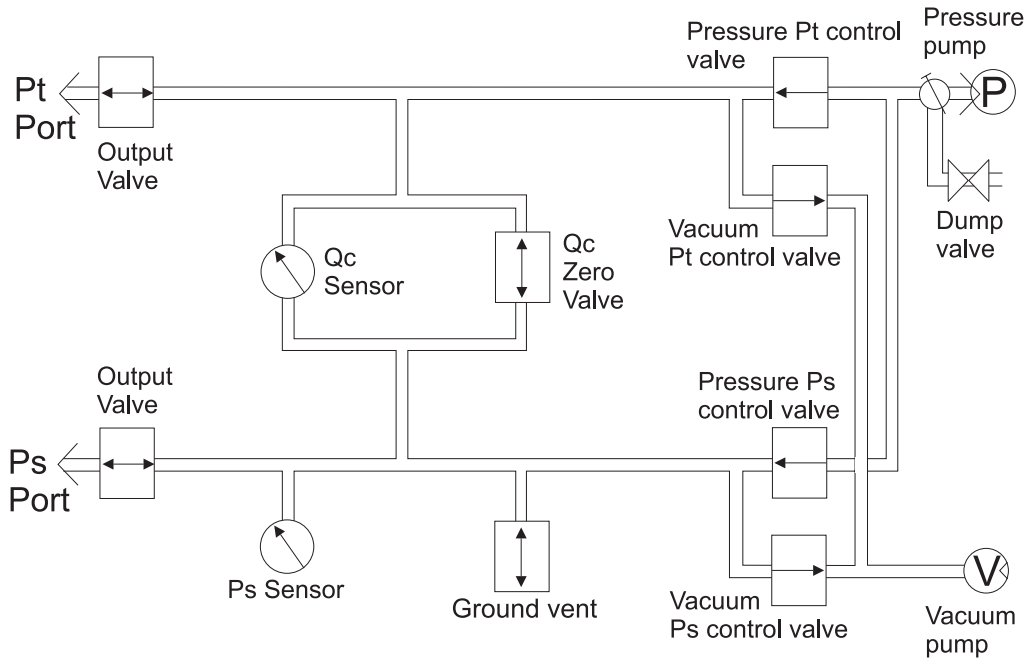 Pressure
pump
Pressure Pt control
valve
P
Pt
Port
Output
Valve
Dump
valve
Vacuum
Pt control valve
Qc
Sensor
Qc
Zero
Valve
Output
Valve
Pressure Ps
control valve
Ps
Port
V
Ps Sensor
Ground vent
Vacuum
Ps control valve
Vacuum
pump